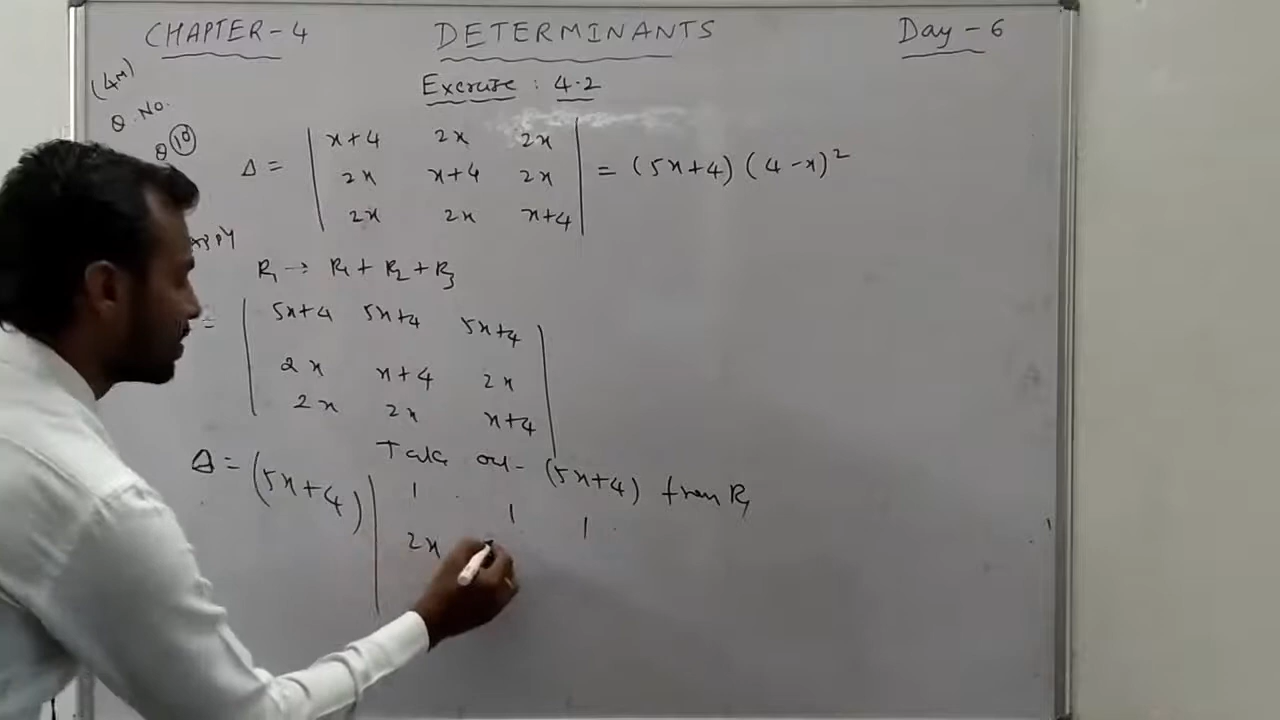 CHAPTER-4 DETERMINANTS Day-6
(4M) Excercise : 4.2
Q.No.
Q 10
Δ = | x+4 2x 2x |
| 2x x+4 2x | = (5x+4)(4-x)²
| 2x 2x x+4 |
R₁ → R₁ + R₂ + R₃
= | 5x+4 5x+4 5x+4 |
| 2x x+4 2x |
| 2x 2x x+4 |
Take out (5x+4) from R₁
Δ = (5x+4) | 1 1 1
2x